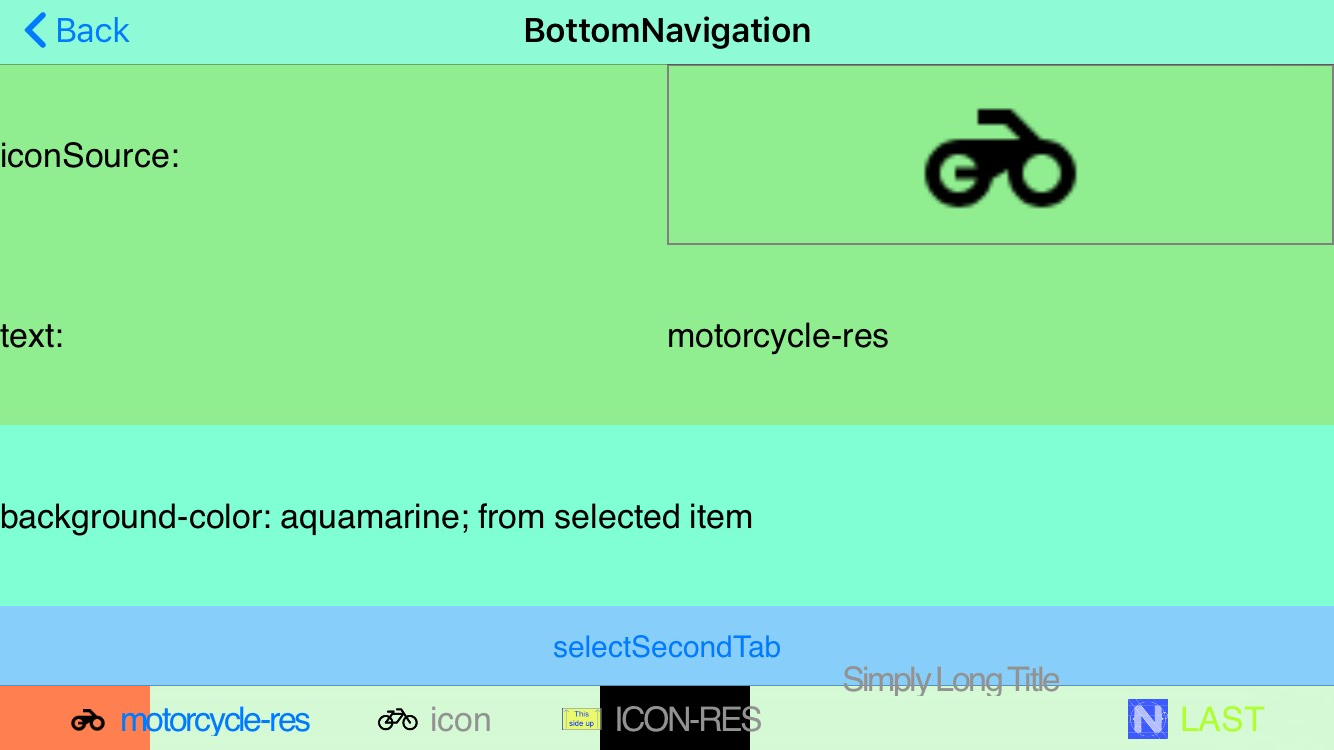 Back
BottomNavigation
iconSource:
text:
motorcycle-res
background-color: aquamarine; from selected item
selectSecondTab
Simply Long Title
motorcycle-res
icon
This
side up
ICON-RES
N LAST